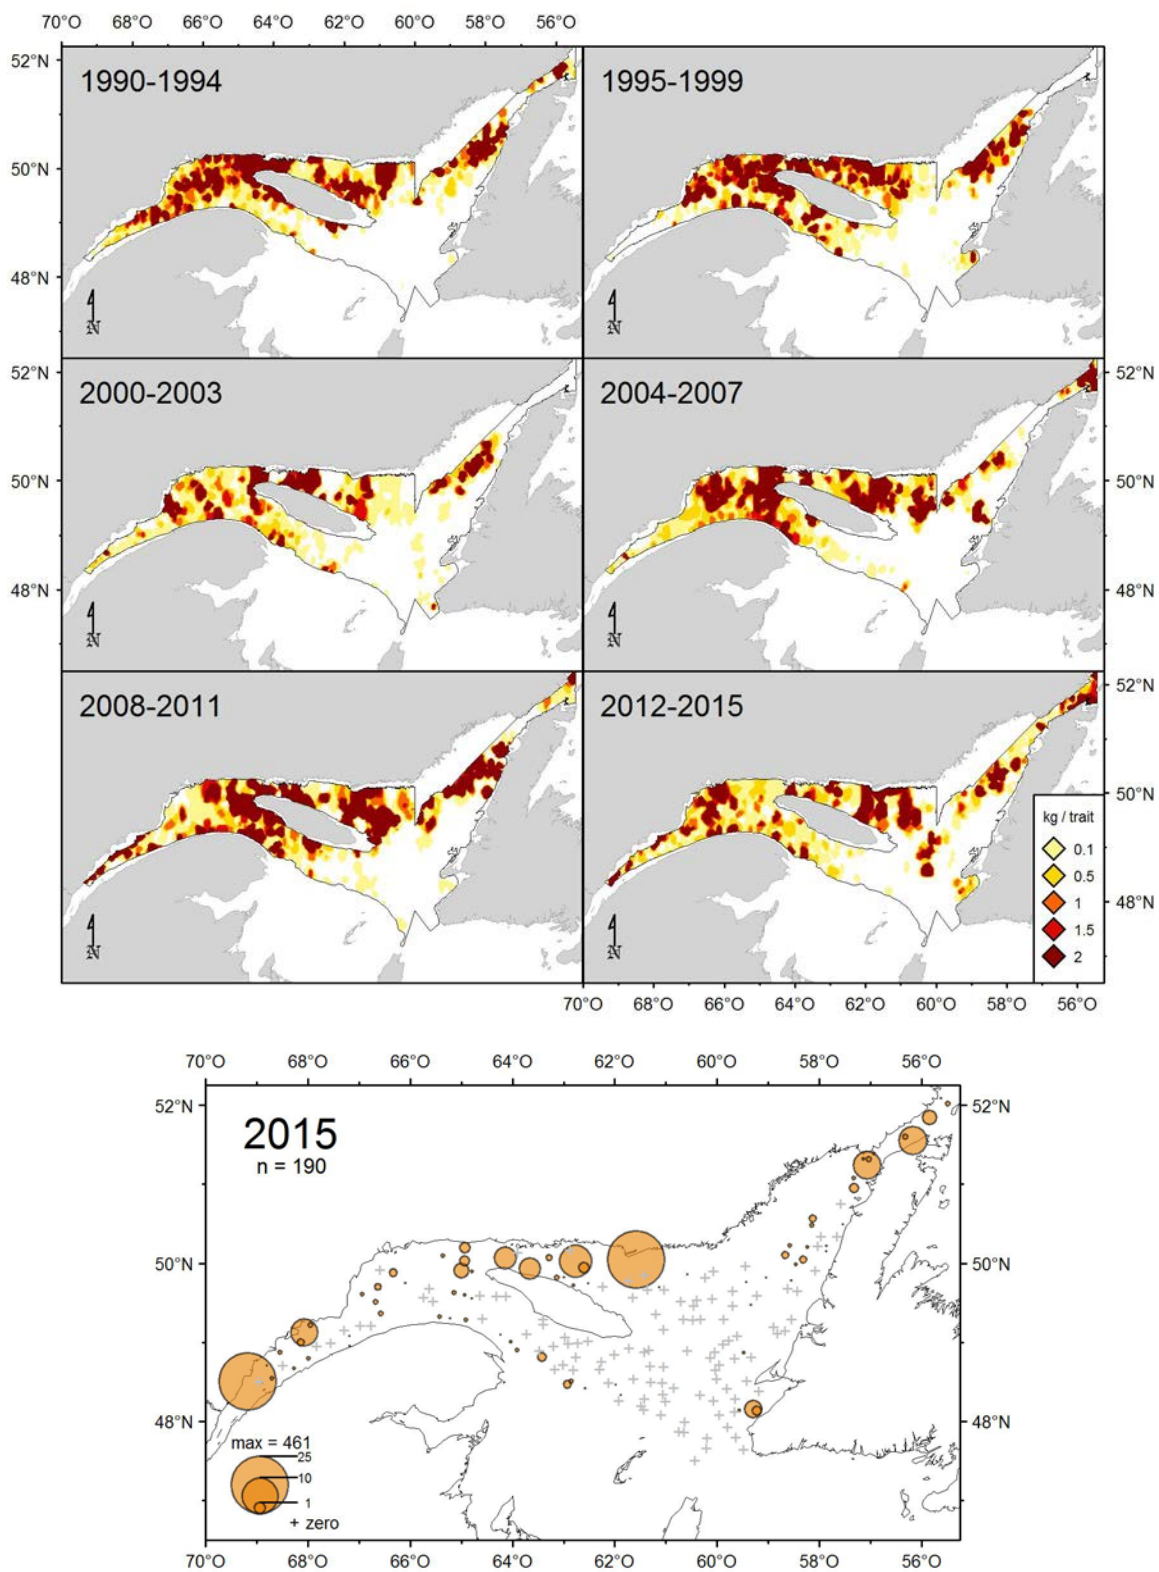 70°O 68°O 66°O 64°O 62°O 60°O 58°O 56°O
52°N
1990-1994
1995-1999
50°N
48°N
N
N
52°N
2000-2003
2004-2007
52°N
50°N
50°N
48°N
48°N
N
N
2008-2011
2012-2015
52°N
50°N
kg / trait
0.1
0.5
1
1.5
2
48°N
N
N
70°O 68°O 66°O 64°O 62°O 60°O 58°O 56°O
70°O 68°O 66°O 64°O 62°O 60°O 58°O 56°O
52°N
52°N
2015
n = 190
50°N
50°N
48°N
48°N
max = 461
25
10
1
+ zero
70°O 68°O 66°O 64°O 62°O 60°O 58°O 56°O